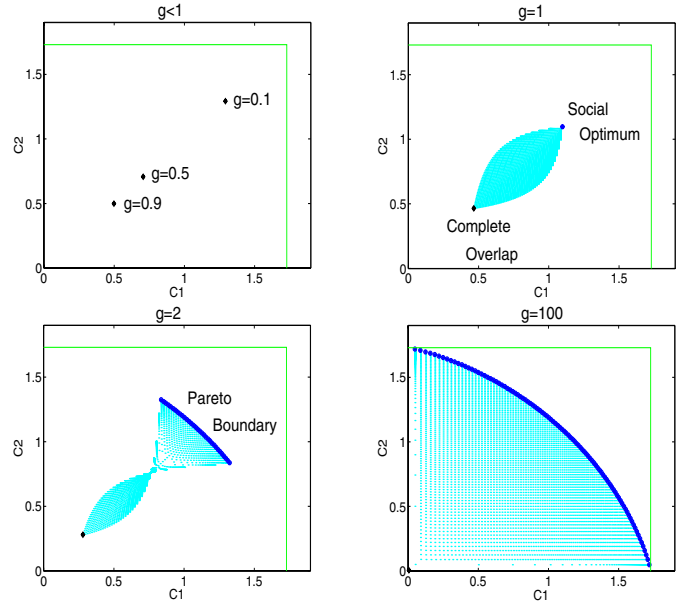 g<1
1.5
1
0.5
0
C2
g=0.1
g=0.5
g=0.9
0 0.5 1 1.5
C1
g=1
1.5
1
0.5
0
C2
Social
Optimum
Complete
Overlap
0 0.5 1 1.5
C1
g=2
1.5
1
0.5
0
C2
Pareto
Boundary
0 0.5 1 1.5
C1
g=100
1.5
1
0.5
0
C2
0 0.5 1 1.5
C1